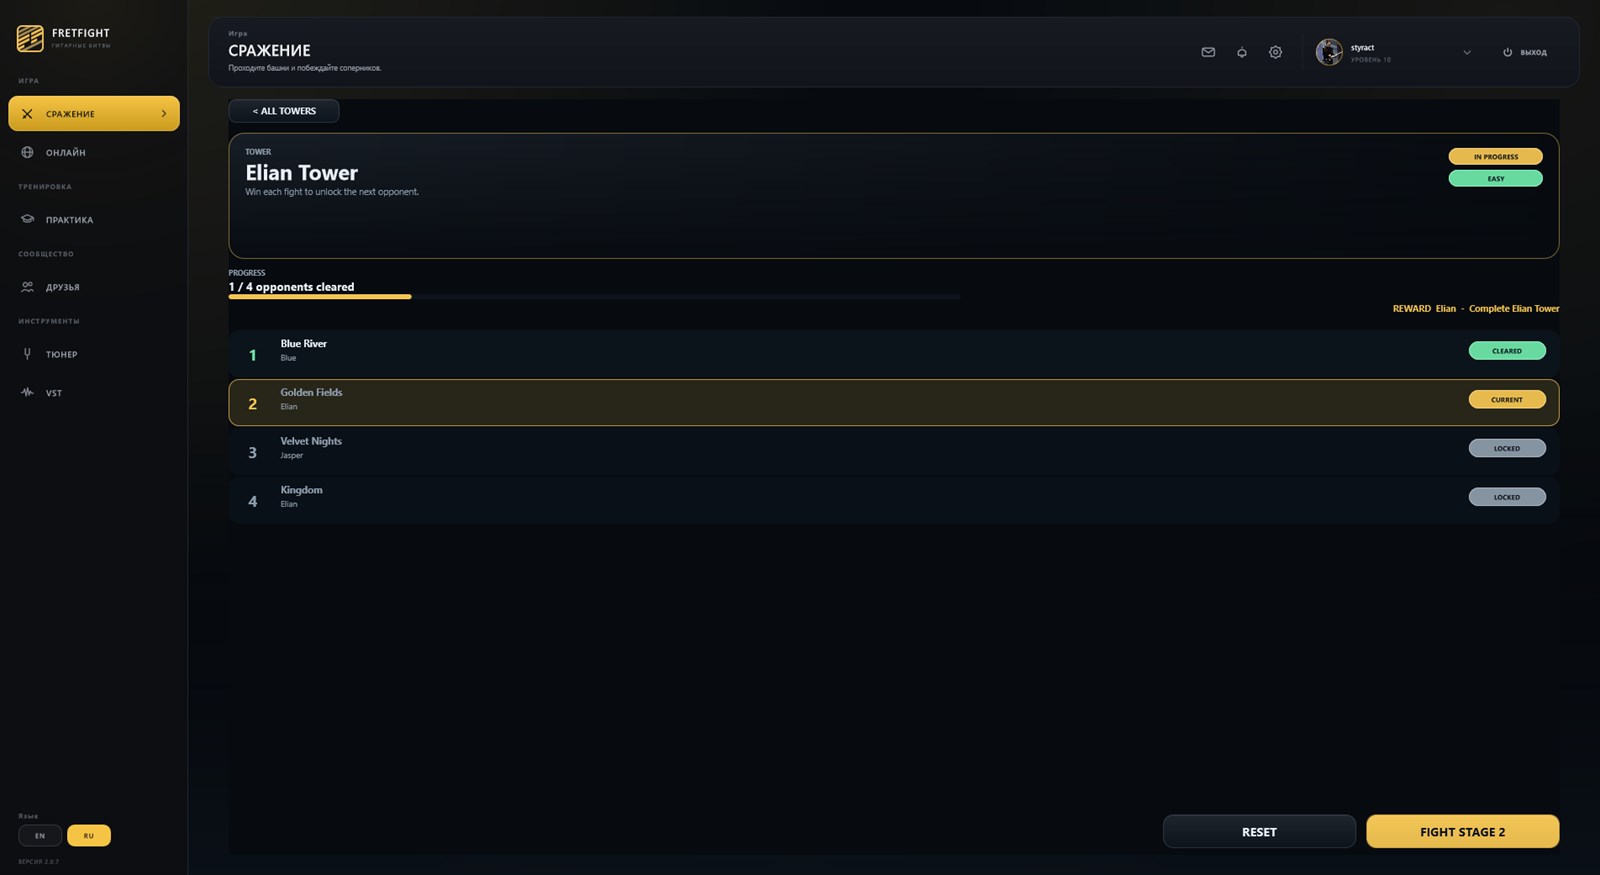 FRETFIGHT
ГИТАРНЫЕ БИТВЫ
ИГРА
СРАЖЕНИЕ
ОНЛАЙН
ТРЕНИРОВКА
ПРАКТИКА
СООБЩЕСТВО
ДРУЗЬЯ
ИНСТРУМЕНТЫ
ТЮНЕР
VST
Язык
EN
RU
ВЕРСИЯ 2.0.7
Игра
СРАЖЕНИЕ
Проходите башни и побеждайте соперников.
styract
УРОВЕНЬ 10
ВЫХОД
< ALL TOWERS
TOWER
Elian Tower
Win each fight to unlock the next opponent.
IN PROGRESS
EASY
PROGRESS
1 / 4 opponents cleared
REWARD Elian - Complete Elian Tower
1
Blue River
Blue
CLEARED
2
Golden Fields
Elian
CURRENT
3
Velvet Nights
Jasper
LOCKED
4
Kingdom
Elian
LOCKED
RESET
FIGHT STAGE 2